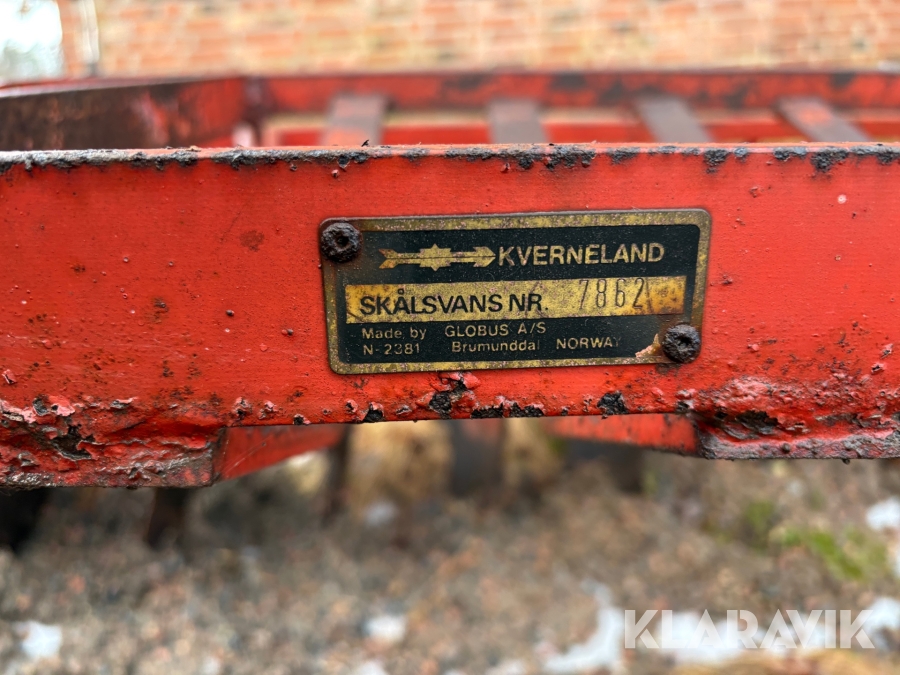 KVERNELAND
SKÅLSVANS NR. 7862
Made by GLOBUS A/S
N-2381 Brumunddal NORWAY
KLARAVIK